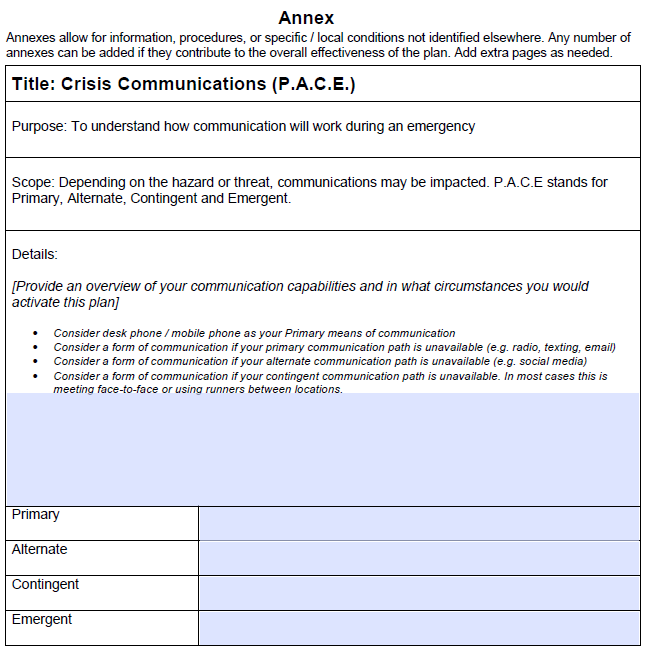 Annex
Annexes allow for information, procedures, or specific / local conditions not identified elsewhere. Any number of
annexes can be added if they contribute to the overall effectiveness of the plan. Add extra pages as needed.
Title: Crisis Communications (P.A.C.E.)
Purpose: To understand how communication will work during an emergency
Scope: Depending on the hazard or threat, communications may be impacted. P.A.C.E stands for
Primary, Alternate, Contingent and Emergent.
Details:
[Provide an overview of your communication capabilities and in what circumstances you would
activate this plan]
• Consider desk phone / mobile phone as your Primary means of communication
• Consider a form of communication if your primary communication path is unavailable (e.g. radio, texting, email)
• Consider a form of communication if your alternate communication path is unavailable (e.g. social media)
• Consider a form of communication if your contingent communication path is unavailable. In most cases this is
meeting face-to-face or using runners between locations.
Primary
Alternate
Contingent
Emergent